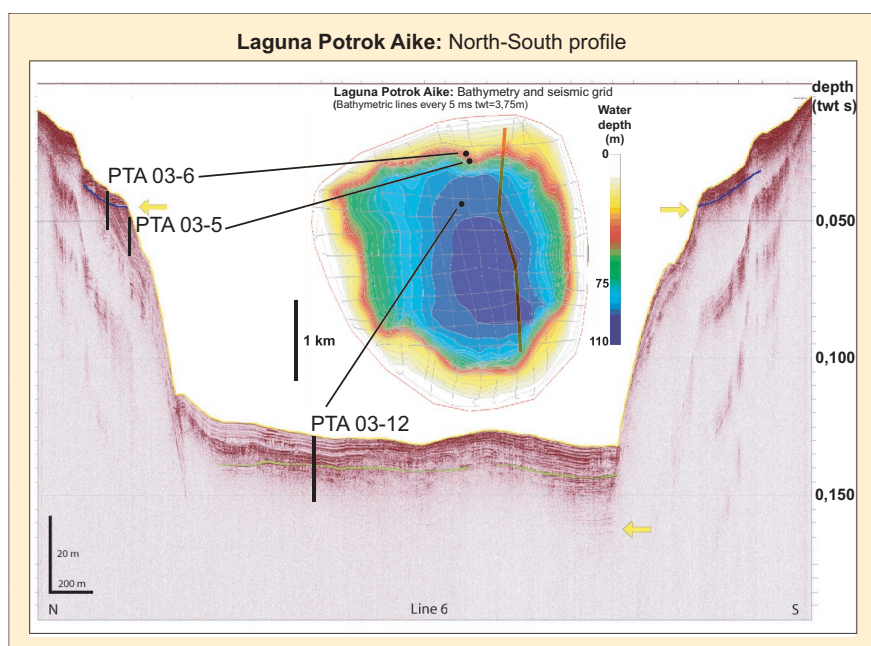 Laguna Potrok Aike: North-South profile
Laguna Potrok Aike: Bathymetry and seismic grid
(Bathymetric lines every 5 ms twt=3,75m)
depth
(twt s)
Water
depth
(m)
0
75
110
PTA 03-6
PTA 03-5
1 km
PTA 03-12
0,050
0,100
0,150
20 m
200 m
N
Line 6
S